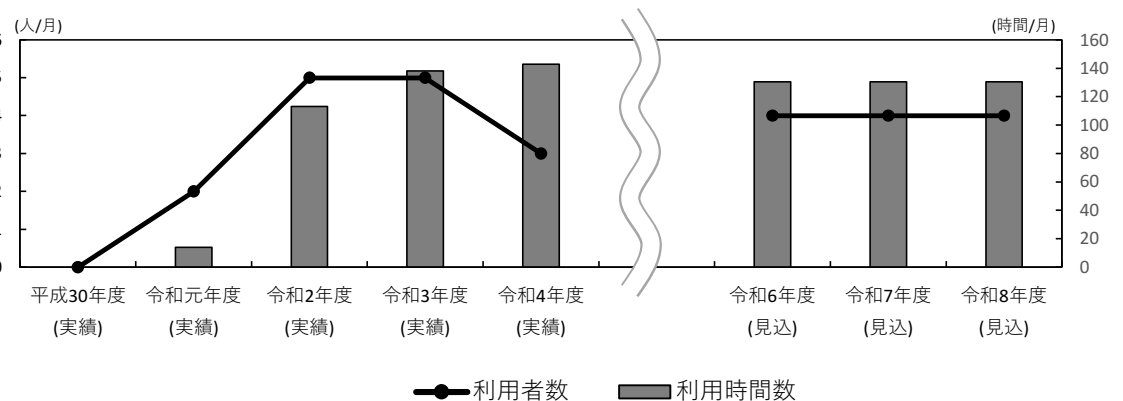 (人/月)
(時間/月)
160
140
120
100
80
60
40
20
0
平成30年度
(実績)
令和元年度
(実績)
令和2年度
(実績)
令和3年度
(実績)
令和4年度
(実績)
令和6年度
(見込)
令和7年度
(見込)
令和8年度
(見込)
利用者数
利用時間数